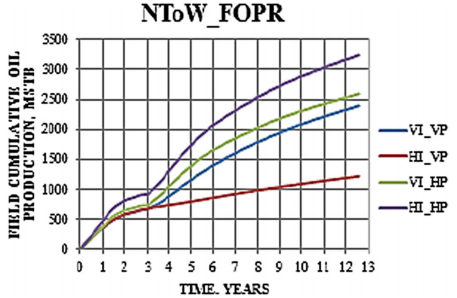 NToW_FOPR
FIELD CUMULATIVE OIL
PRODUCTION, MSTB
3500
3000
2500
2000
1500
1000
500
0
0 1 2 3 4 5 6 7 8 9 10 11 12 13
TIME, YEARS
VI_VP
HI_VP
VI_HP
HI_HP